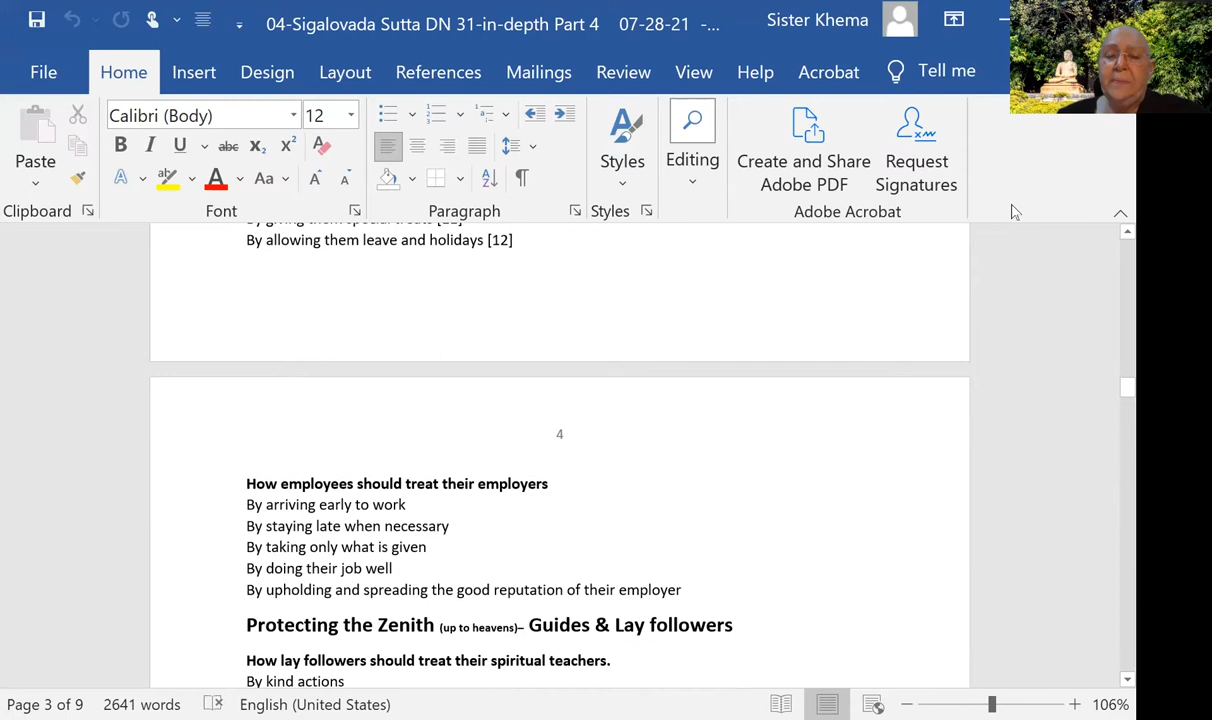 04-Sigalovada Sutta DN 31-in-depth Part 4 07-28-21 -...
Sister Khema
File Home Insert Design Layout References Mailings Review View Help Acrobat Tell me
Calibri (Body) 12
Paste
Styles
Editing
Create and Share Adobe PDF
Request Signatures
Clipboard Font Paragraph Styles Adobe Acrobat
By giving them special treats
By allowing them leave and holidays [12]
4
How employees should treat their employers
By arriving early to work
By staying late when necessary
By taking only what is given
By doing their job well
By upholding and spreading the good reputation of their employer
Protecting the Zenith (up to heavens)– Guides & Lay followers
How lay followers should treat their spiritual teachers.
By kind actions
Page 3 of 9 2641 words English (United States) 106%